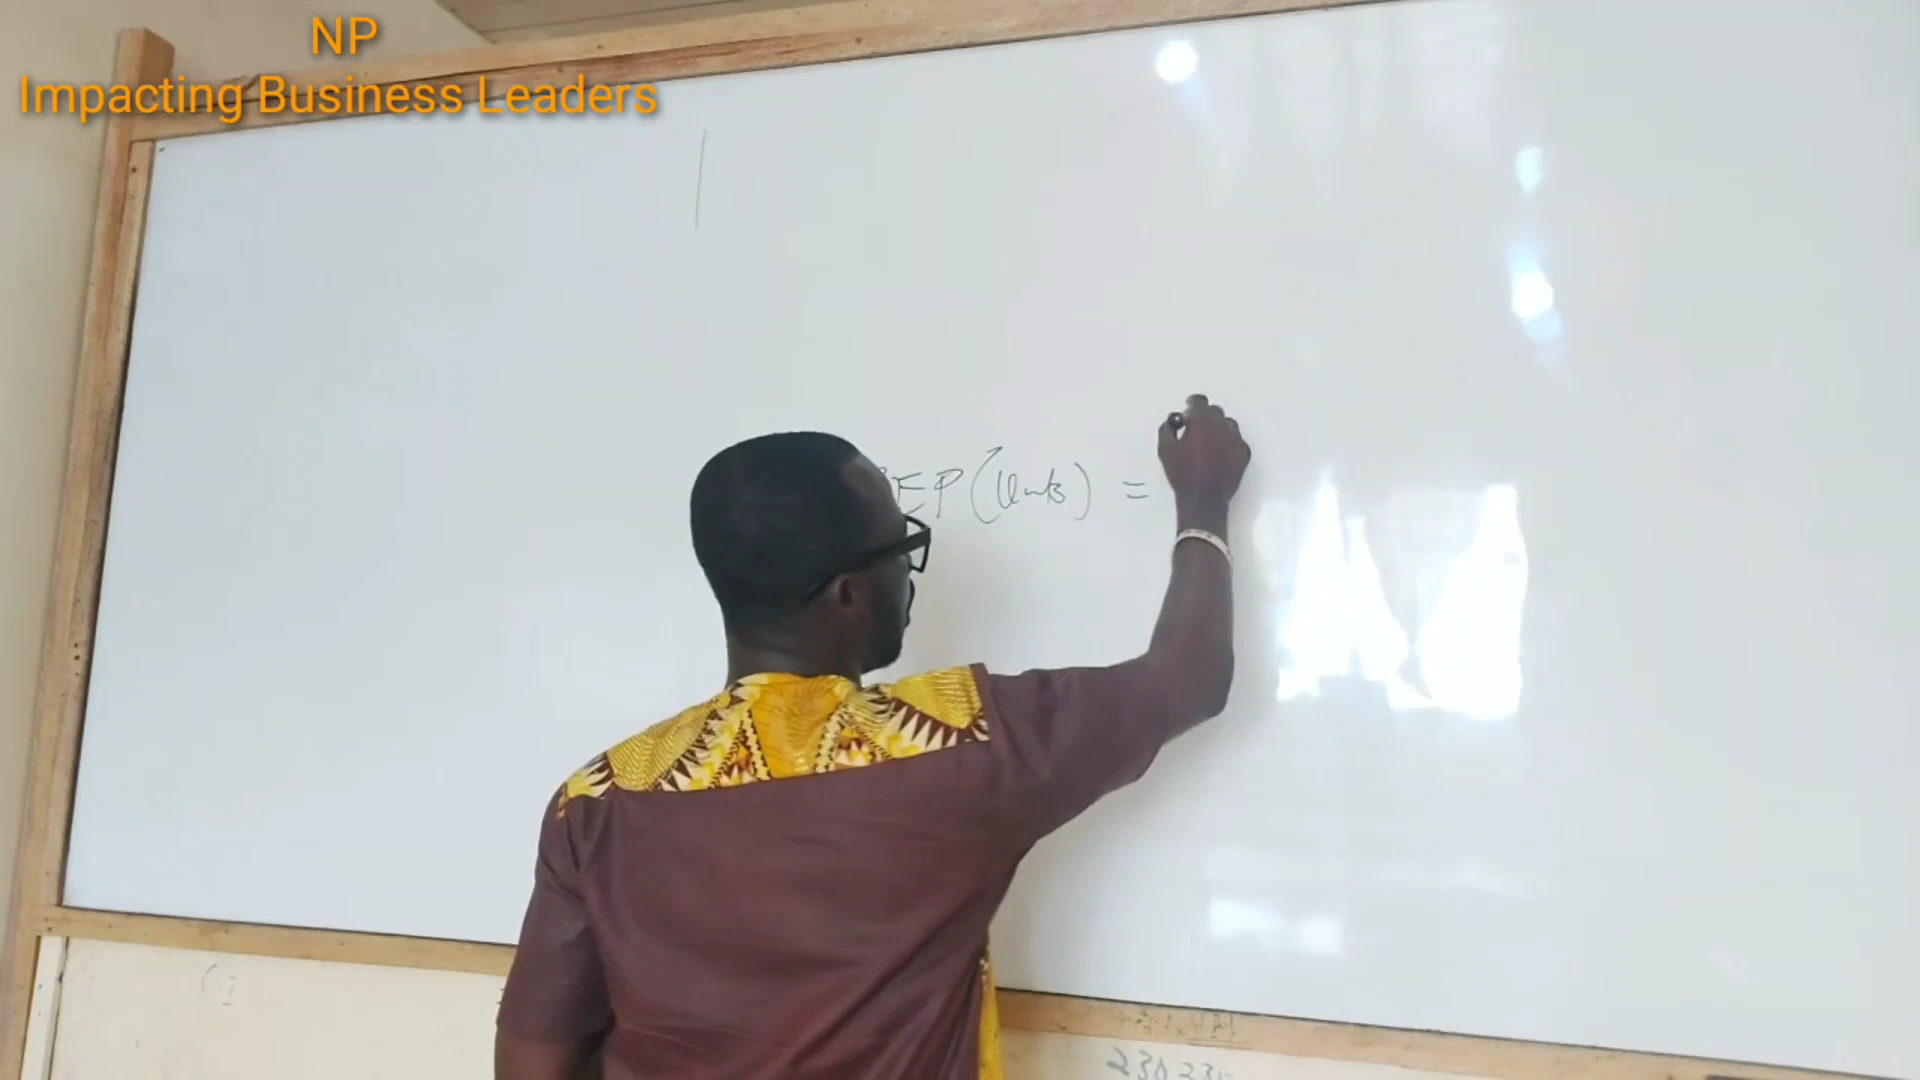 NP
Impacting Business Leaders
BEP (Units) =